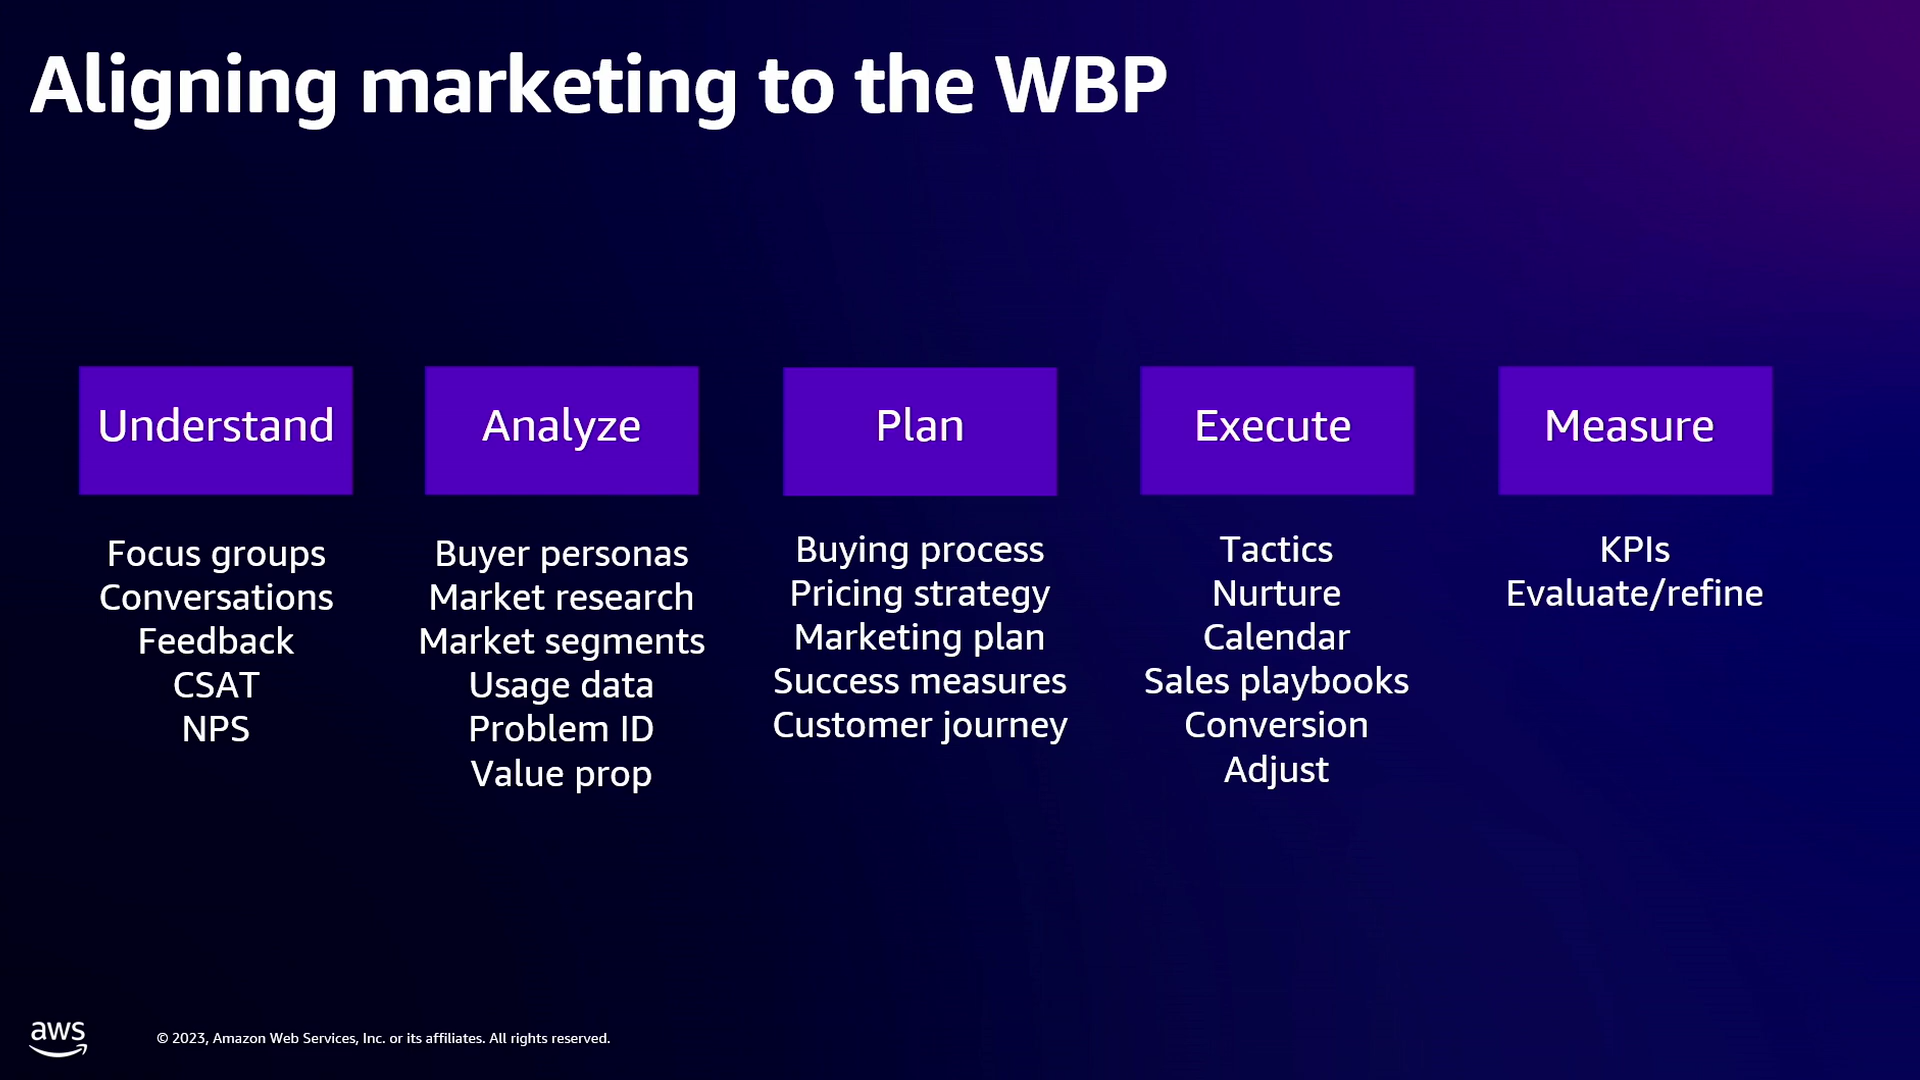 Aligning marketing to the WBP
Understand
Focus groups
Conversations
Feedback
CSAT
NPS
Analyze
Buyer personas
Market research
Market segments
Usage data
Problem ID
Value prop
Plan
Buying process
Pricing strategy
Marketing plan
Success measures
Customer journey
Execute
Tactics
Nurture
Calendar
Sales playbooks
Conversion
Adjust
Measure
KPIs
Evaluate/refine
aws
© 2023, Amazon Web Services, Inc. or its affiliates. All rights reserved.